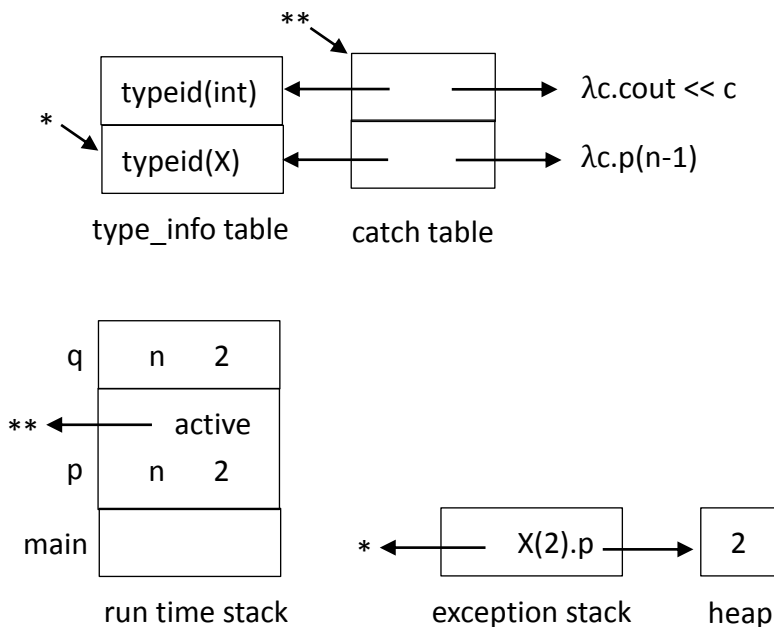 **
typeid(int)
λc.cout << c
*
typeid(X)
λc.p(n-1)
type_info table
catch table
q n 2
** active
p n 2
main
* X(2).p 2
run time stack
exception stack
heap